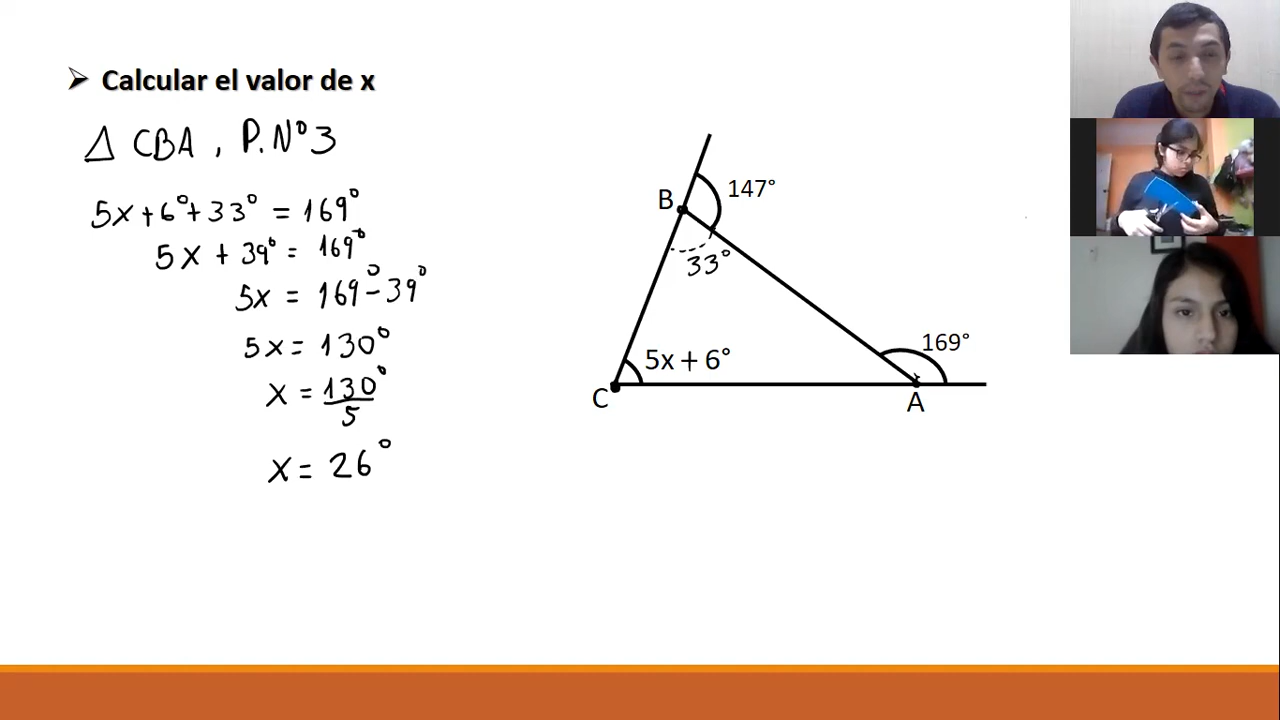 Calcular el valor de x
△ CBA , P.N°3
5x+6°+33° = 169°
5x + 39° = 169°
5x = 169°-39°
5x = 130°
x = 130°
5
x = 26°
147°
B
33°
169°
5x + 6°
C
A